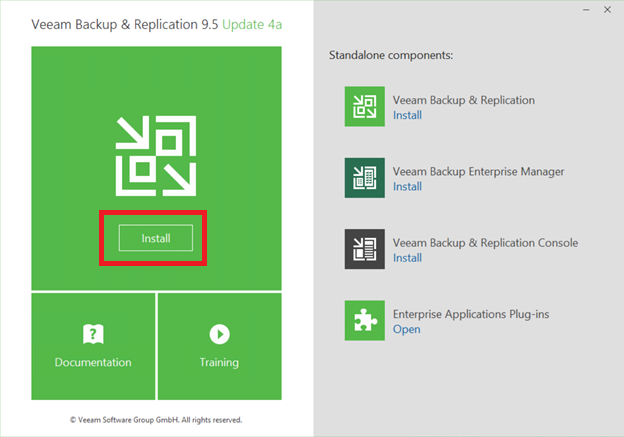 Veeam Backup & Replication 9.5 Update 4a
Install
?
Documentation
Training
© Veeam Software Group GmbH. All rights reserved.
Standalone components:
Veeam Backup & Replication
Install
Veeam Backup Enterprise Manager
Install
Veeam Backup & Replication Console
Install
Enterprise Applications Plug-ins
Open